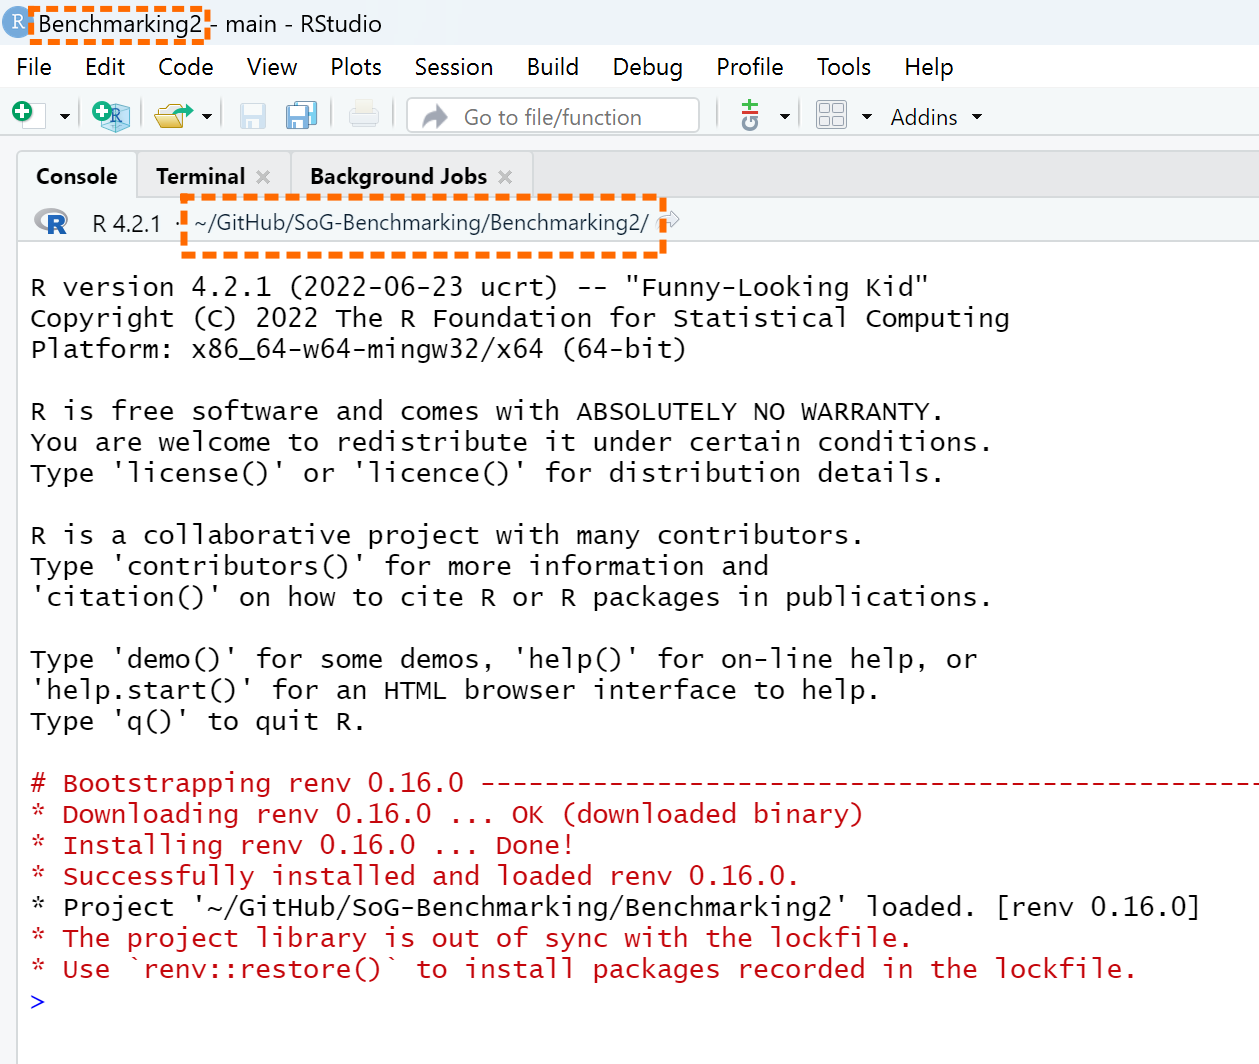 Benchmarking2 - main - RStudio
File Edit Code View Plots Session Build Debug Profile Tools Help
Go to file/function Git Addins
Console Terminal Background Jobs
R 4.2.1 · ~/GitHub/SoG-Benchmarking/Benchmarking2/
R version 4.2.1 (2022-06-23 ucrt) -- "Funny-Looking Kid"
Copyright (C) 2022 The R Foundation for Statistical Computing
Platform: x86_64-w64-mingw32/x64 (64-bit)
R is free software and comes with ABSOLUTELY NO WARRANTY.
You are welcome to redistribute it under certain conditions.
Type 'license()' or 'licence()' for distribution details.
R is a collaborative project with many contributors.
Type 'contributors()' for more information and
'citation()' on how to cite R or R packages in publications.
Type 'demo()' for some demos, 'help()' for on-line help, or
'help.start()' for an HTML browser interface to help.
Type 'q()' to quit R.
# Bootstrapping renv 0.16.0 -------------------------------------------------
* Downloading renv 0.16.0 ... OK (downloaded binary)
* Installing renv 0.16.0 ... Done!
* Successfully installed and loaded renv 0.16.0.
* Project '~/GitHub/SoG-Benchmarking/Benchmarking2' loaded. [renv 0.16.0]
* The project library is out of sync with the lockfile.
* Use `renv::restore()` to install packages recorded in the lockfile.
>